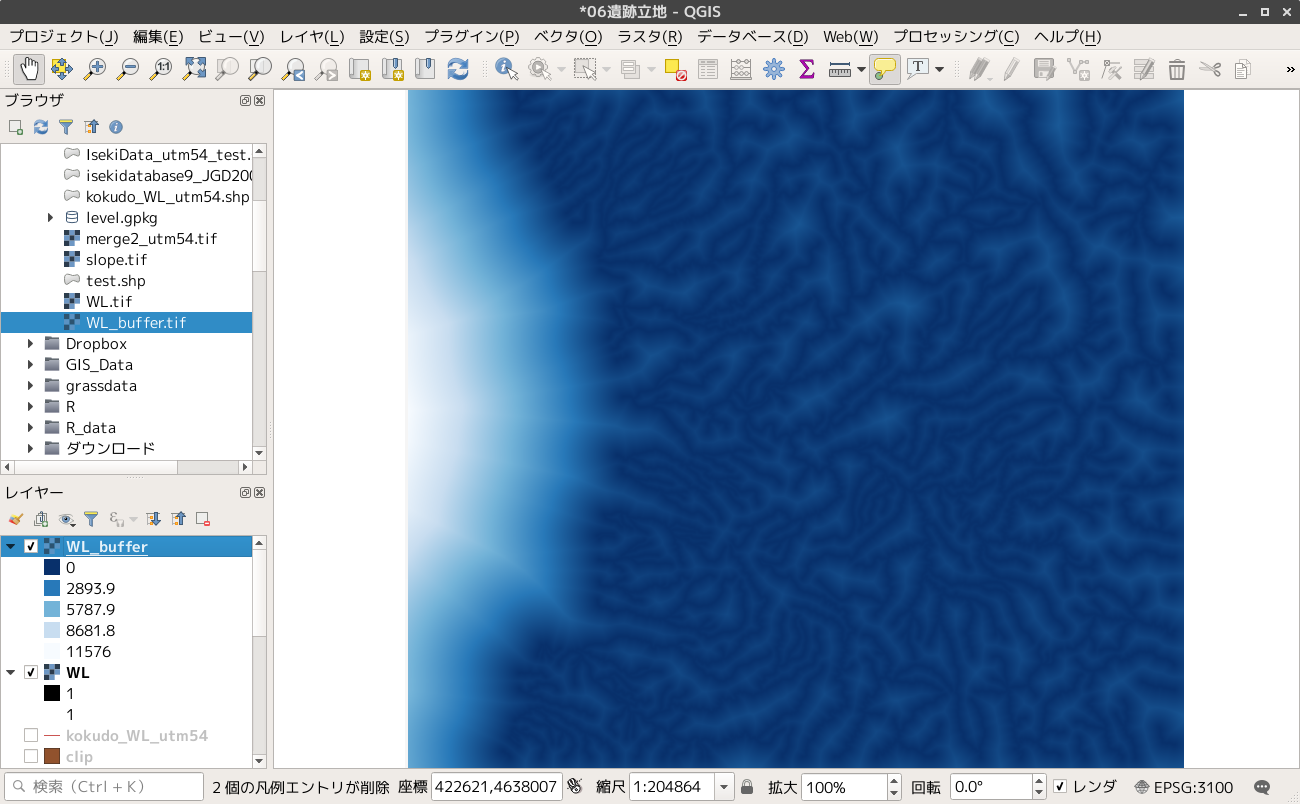 *06遺跡立地 - QGIS
プロジェクト(J) 編集(E) ビュー(V) レイヤ(L) 設定(S) プラグイン(P) ベクタ(O) ラスタ(R) データベース(D) Web(W) プロセッシング(C) ヘルプ(H)
1:1
T
»
ブラウザ
IsekiData_utm54_test.
isekidatabase9_JGD200
kokudo_WL_utm54.shp
level.gpkg
merge2_utm54.tif
slope.tif
test.shp
WL.tif
WL_buffer.tif
Dropbox
GIS_Data
grassdata
R
R_data
ダウンロード
レイヤー
WL_buffer
0
2893.9
5787.9
8681.8
11576
WL
1
1
kokudo_WL_utm54
clip
検索（Ctrl + K） 2 個の凡例エントリが削除 座標 422621,4638007 縮尺 1:204864 拡大 100% 回転 0.0° レンダ EPSG:3100